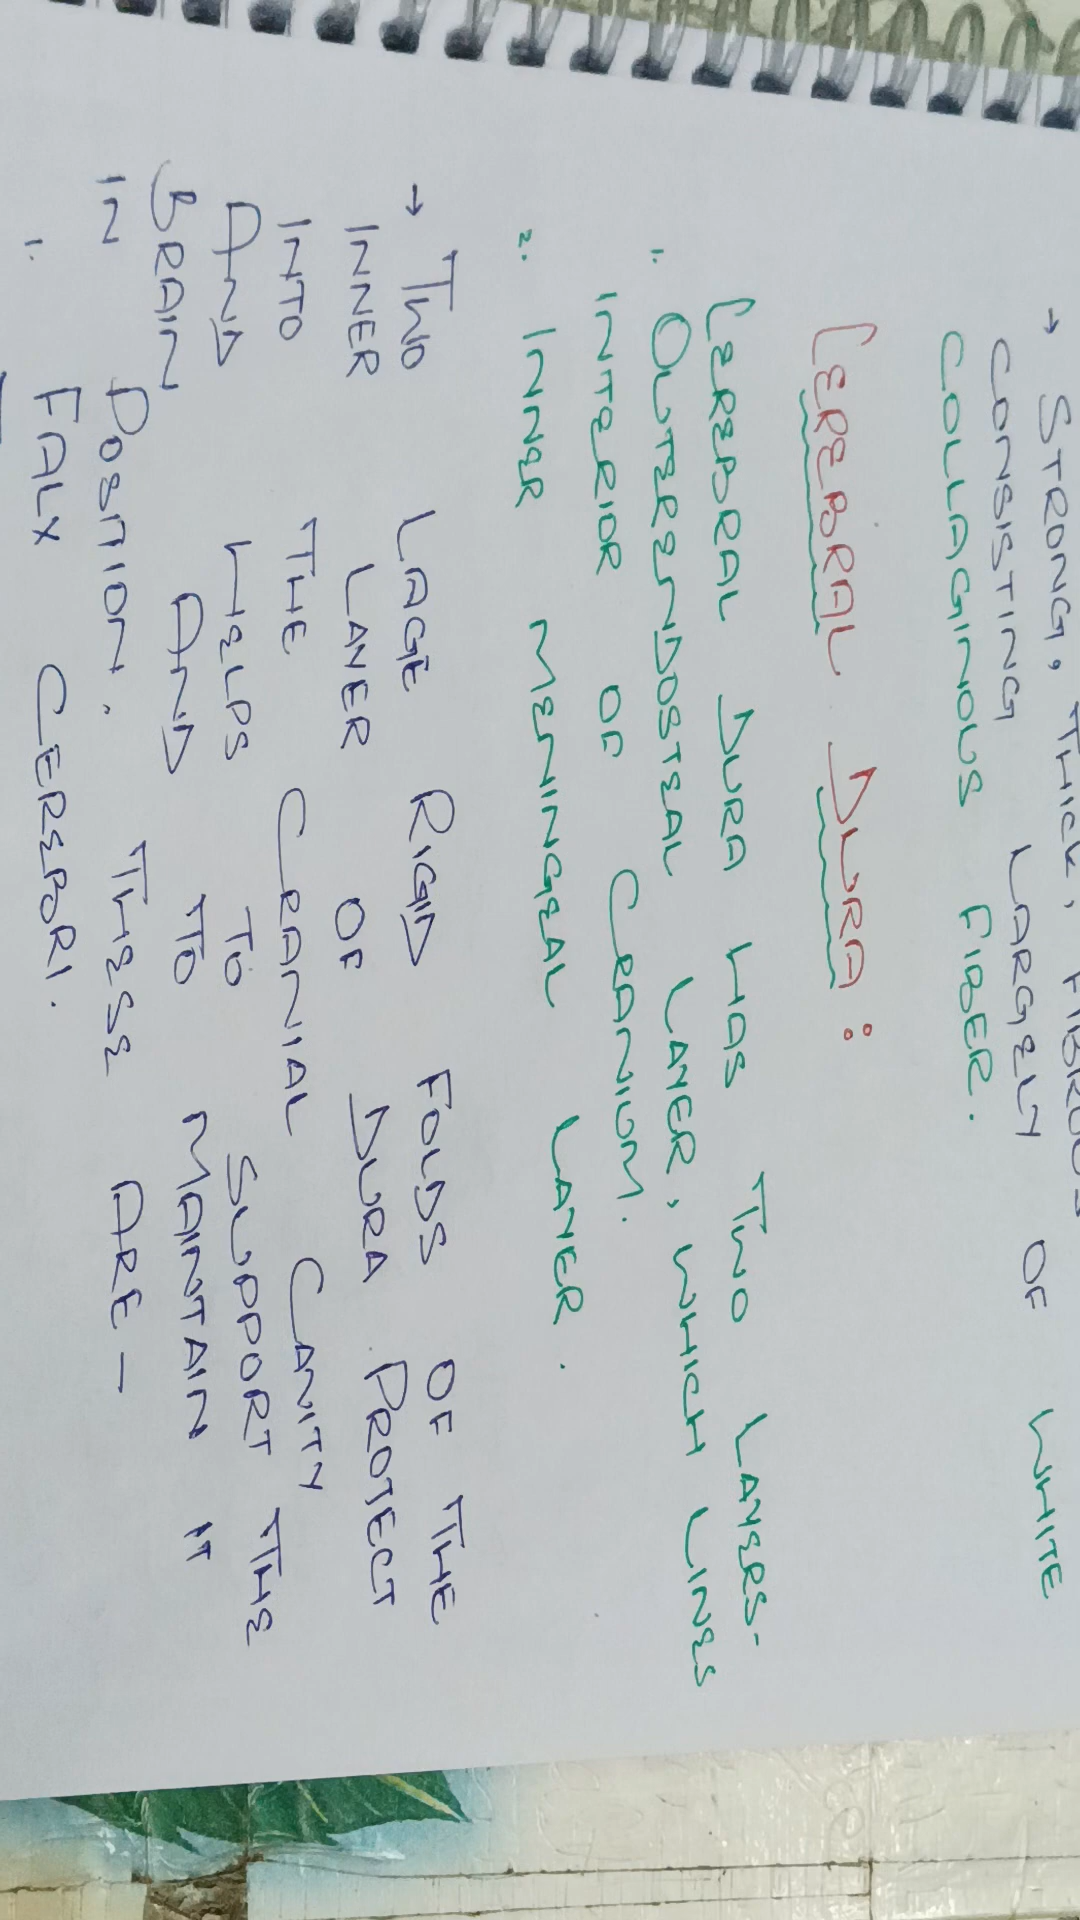 → STRONG, THICK, FIBROUS
CONSISTING LARGELY OF WHITE
COLLAGINOUS FIBER.
CEREBRAL DURA :
CEREBRAL DURA HAS TWO LAYERS-
1. OUTERENDOSTEAL LAYER, WHICH LINES
INTERIOR OF CRANIUM.
2. INNER MENINGEAL LAYER.
→ TWO LAGE RIGID FOLDS OF THE
INNER LAYER OF DURA PROTECT
INTO THE CRANIAL CAVITY
AND HELPS TO SUPPORT THE
BRAIN AND TTO MAINTAIN IT
IN POSITION. THESE ARE –
1. FALX CEREBRI.